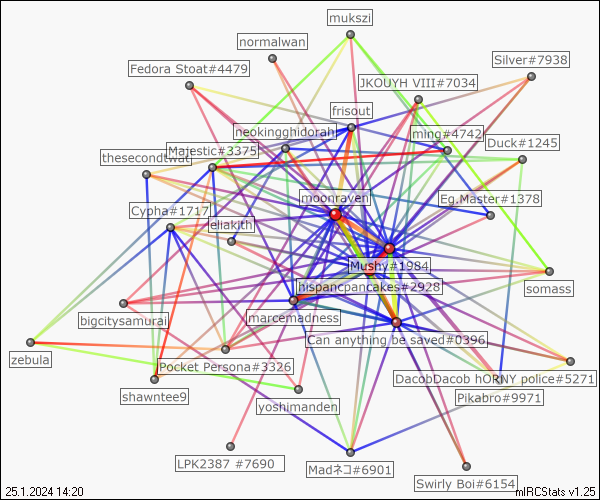 mukszi
normalwan
Silver#7938
Fedora Stoat#4479
JKOUYH VIII#7034
frisout
neokingghidorah
ming#4742
Duck#1245
Majestic#3375
thesecondtwat
moonraven
Eg.Master#1378
Cypha#1717
eliakith
Mushy#1984
hispancpancakes#2928
somass
bigcitysamurai
marcemadness
Can anything be saved#0396
zebula
Pocket Persona#3326
DacobDacob hORNY police#5271
shawntee9
yoshimanden
Pikabro#9971
LPK2387 #7690
Madネコ#6901
Swirly Boi#6154
25.1.2024 14:20
mIRCStats v1.25